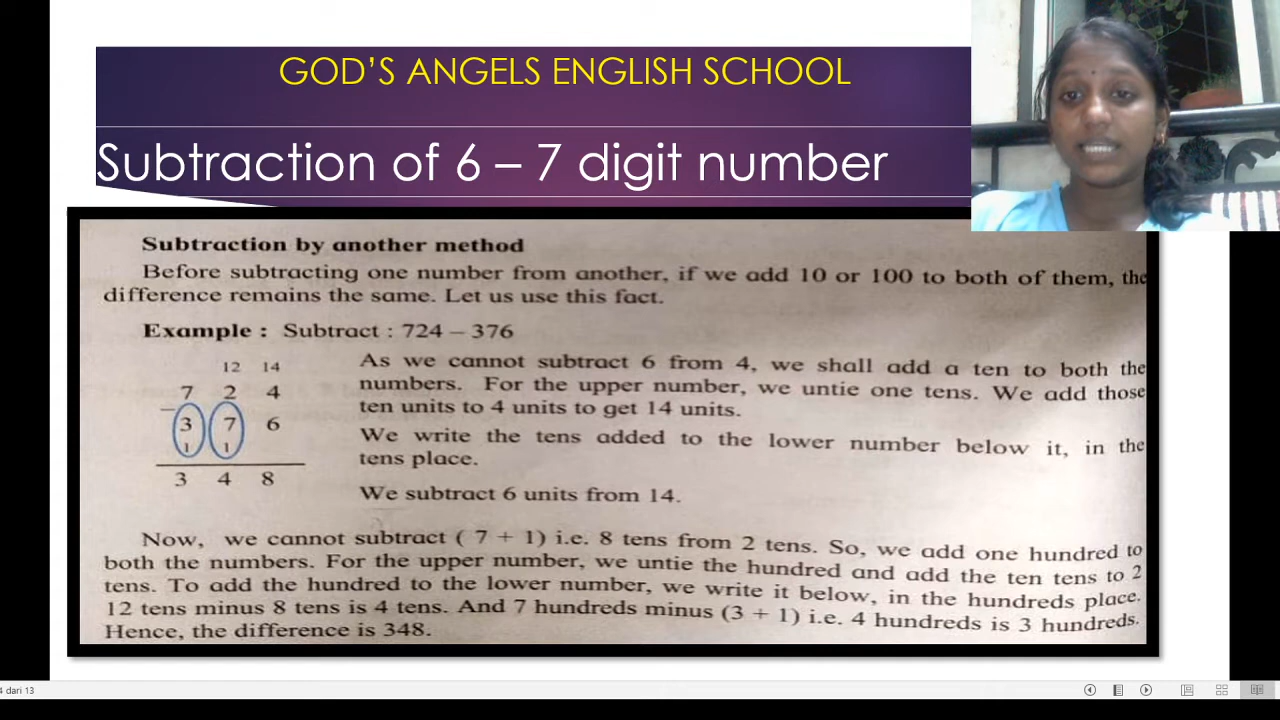 GOD'S ANGELS ENGLISH SCHOOL
Subtraction of 6 – 7 digit number
Subtraction by another method
Before subtracting one number from another, if we add 10 or 100 to both of them, the
difference remains the same. Let us use this fact.
Example : Subtract : 724 – 376
12 14
7 2 4
– 3 7 6
1 1
3 4 8
As we cannot subtract 6 from 4, we shall add a ten to both the
numbers. For the upper number, we untie one tens. We add those
ten units to 4 units to get 14 units.
We write the tens added to the lower number below it, in the
tens place.
We subtract 6 units from 14.
Now, we cannot subtract ( 7 + 1) i.e. 8 tens from 2 tens. So, we add one hundred to
both the numbers. For the upper number, we untie the hundred and add the ten tens to 2
tens. To add the hundred to the lower number, we write it below, in the hundreds place.
12 tens minus 8 tens is 4 tens. And 7 hundreds minus (3 + 1) i.e. 4 hundreds is 3 hundreds.
Hence, the difference is 348.
4 dari 13